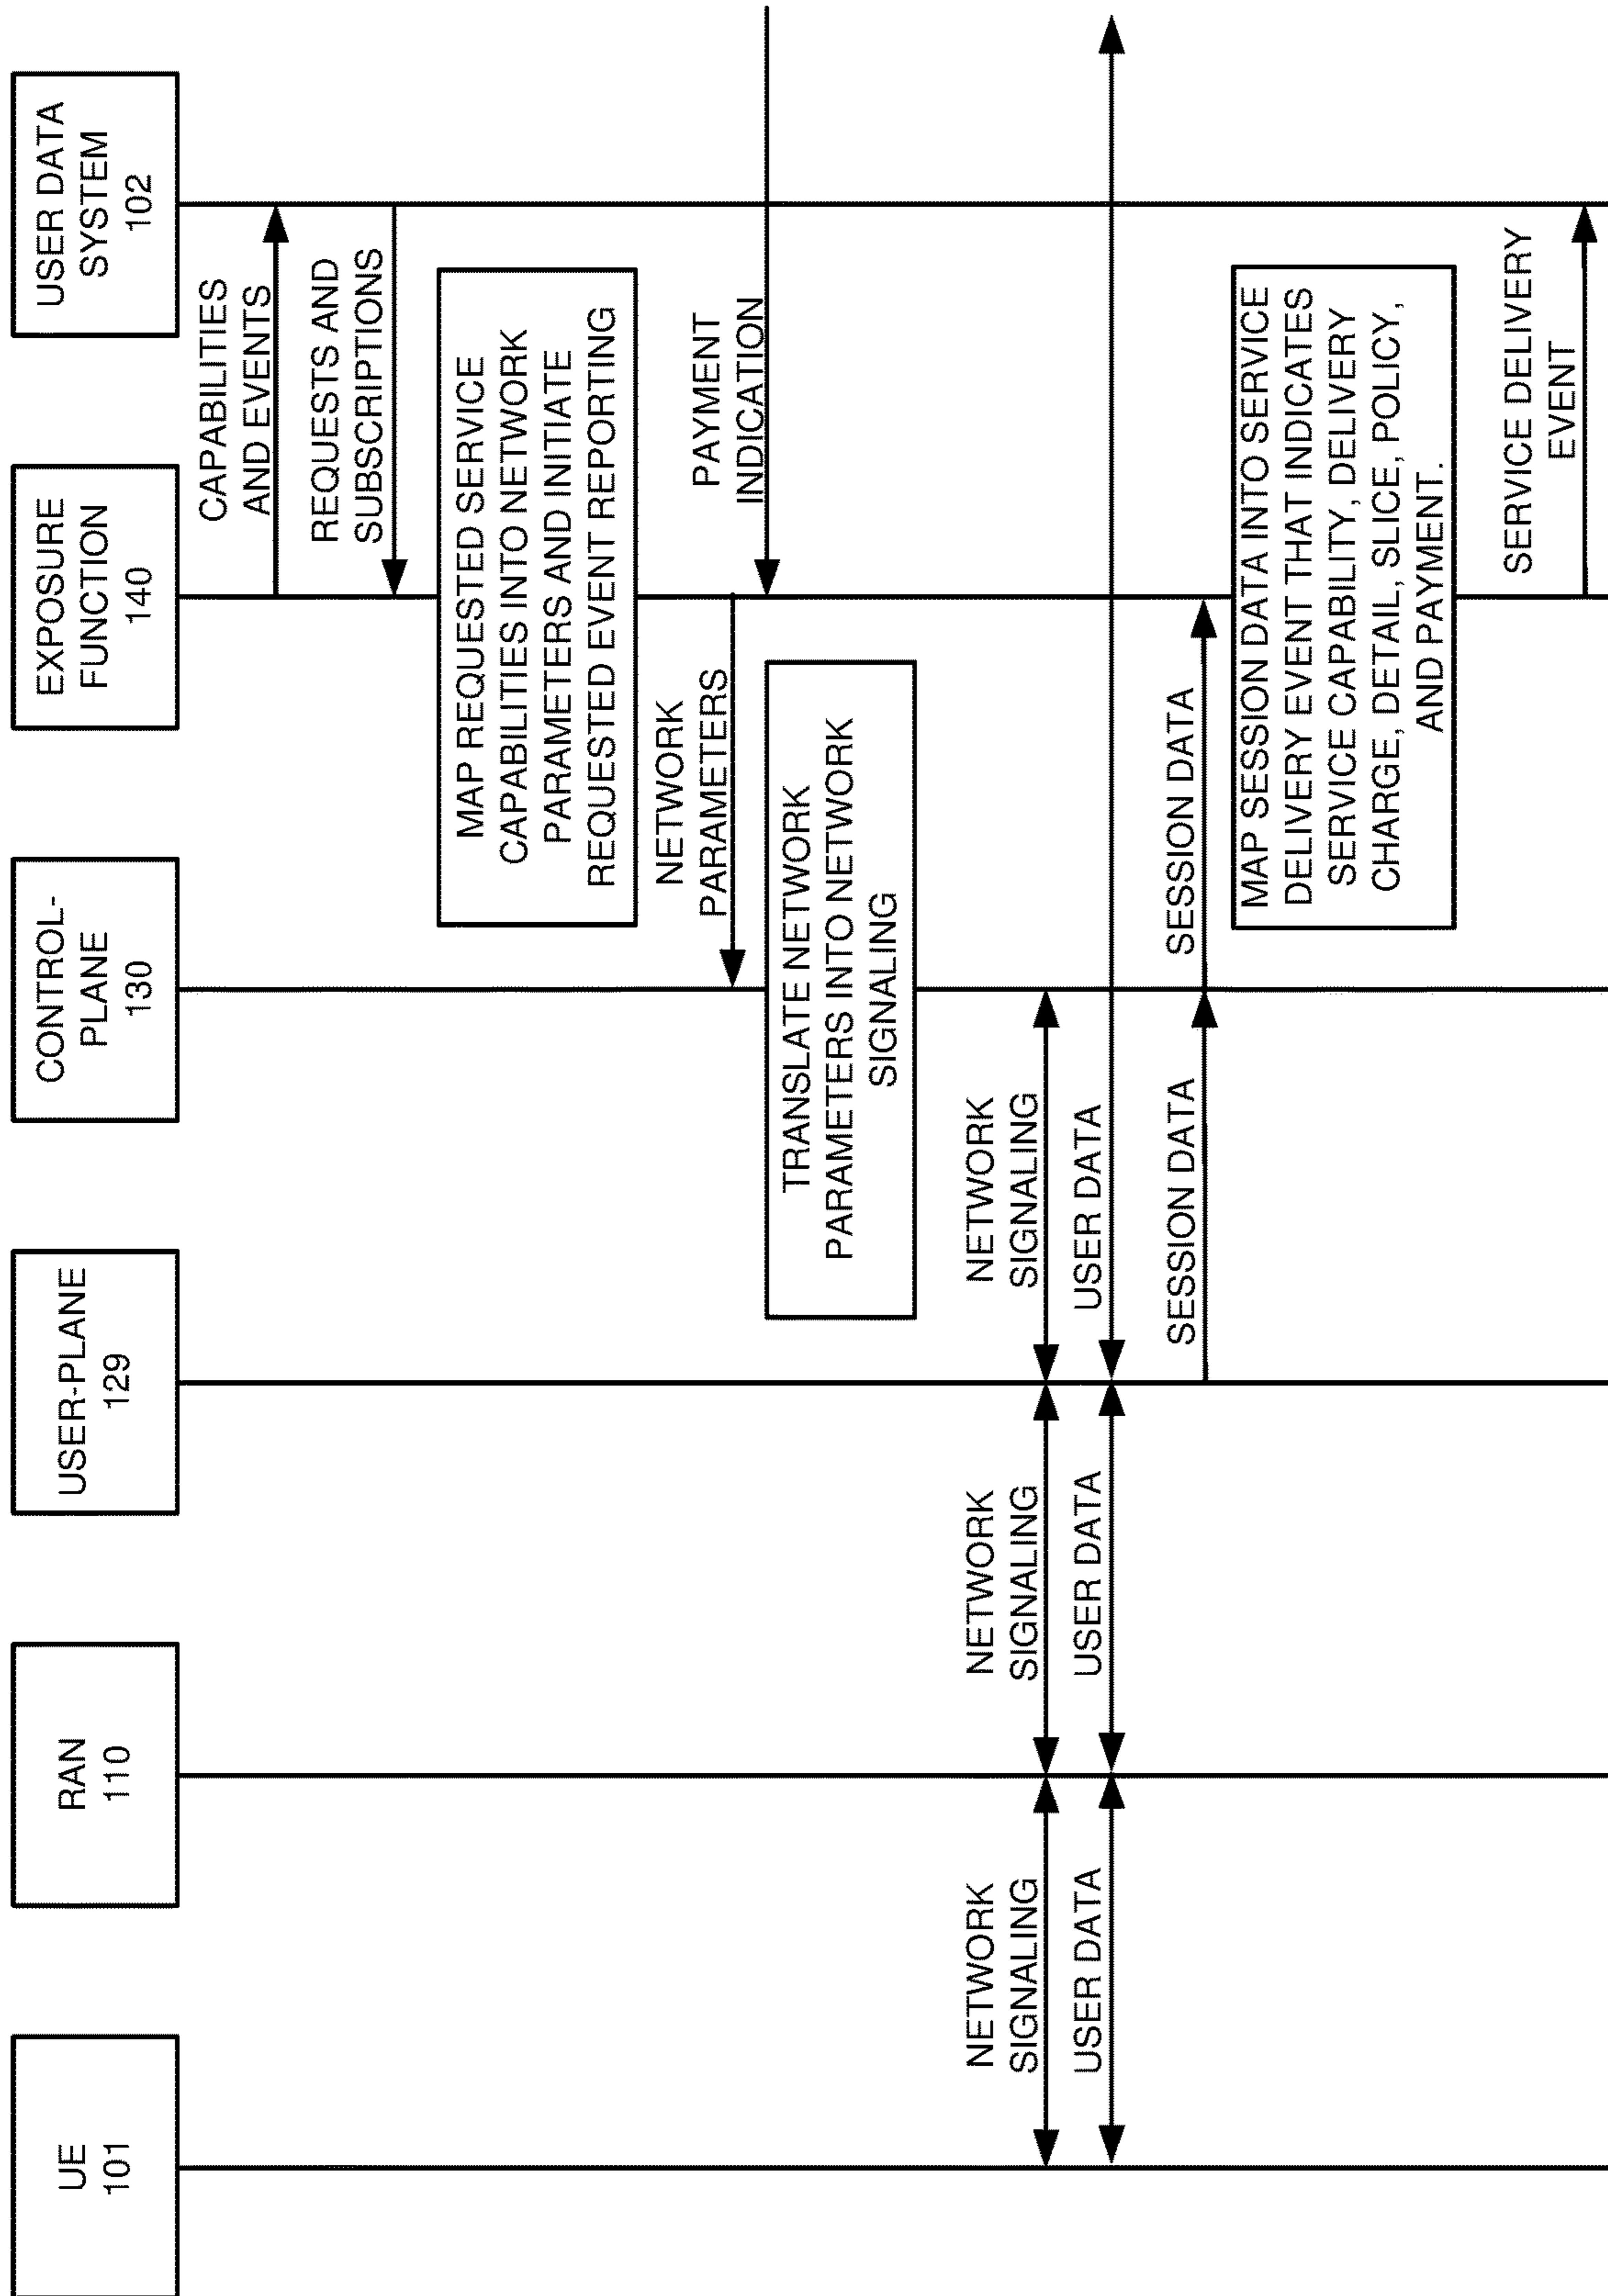 UE
101
RAN
110
USER-PLANE
129
CONTROL-
PLANE
130
EXPOSURE
FUNCTION
140
USER DATA
SYSTEM
102
CAPABILITIES
AND EVENTS
REQUESTS AND
SUBSCRIPTIONS
MAP REQUESTED SERVICE
CAPABILITIES INTO NETWORK
PARAMETERS AND INITIATE
REQUESTED EVENT REPORTING
NETWORK
PARAMETERS
PAYMENT
INDICATION
TRANSLATE NETWORK
PARAMETERS INTO NETWORK
SIGNALING
NETWORK
SIGNALING
NETWORK
SIGNALING
NETWORK
SIGNALING
USER DATA
USER DATA
USER DATA
SESSION DATA
SESSION DATA
MAP SESSION DATA INTO SERVICE
DELIVERY EVENT THAT INDICATES
SERVICE CAPABILITY, DELIVERY
CHARGE, DETAIL, SLICE, POLICY,
AND PAYMENT.
SERVICE DELIVERY
EVENT